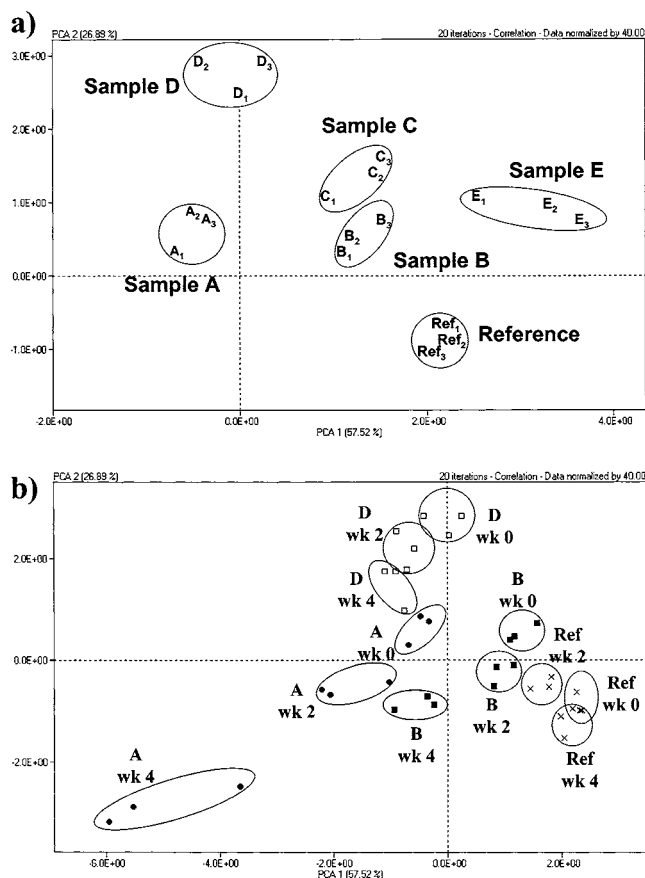 a)
PCA 2 (26.89 %)
20 iterations - Correlation - Data normalized by 40.00
3.0E+00
2.0E+00
1.0E+00
0.0E+00
-1.0E+00
D₂ D₃
D₁
Sample D
Sample C
C₃
C₂
C₁
Sample E
E₁ E₂ E₃
A₂ A₃
A₁
B₃
B₂
B₁
Sample A
Sample B
Ref₁
Ref₂
Ref₃
Reference
-2.0E+00 0.0E+00 2.0E+00 4.0E+00
PCA 1 (57.52 %)
b)
PCA 2 (26.89 %)
20 iterations - Correlation - Data normalized by 40.00
2.0E+00
0.0E+00
-2.0E+00
D
wk 2
D
wk 0
D
wk 4
B
wk 0
A
wk 0
Ref
wk 2
Ref
wk 0
A
wk 2
B
wk 2
B
wk 4
Ref
wk 4
A
wk 4
-6.0E+00 -4.0E+00 -2.0E+00 0.0E+00 2.0E+00
PCA 1 (57.52 %)